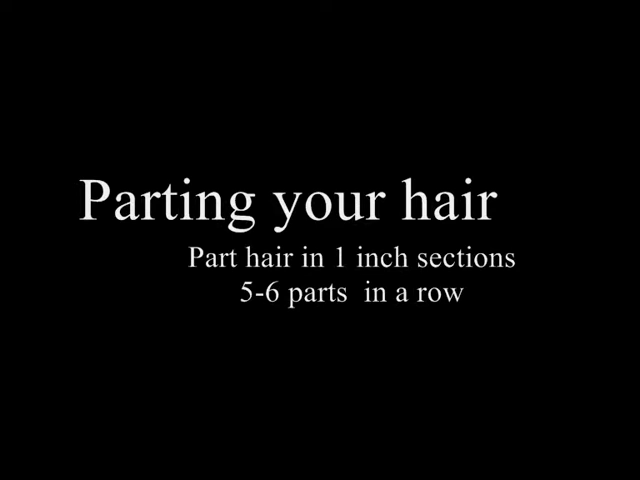 Parting your hair
Part hair in 1 inch sections
5-6 parts  in a row